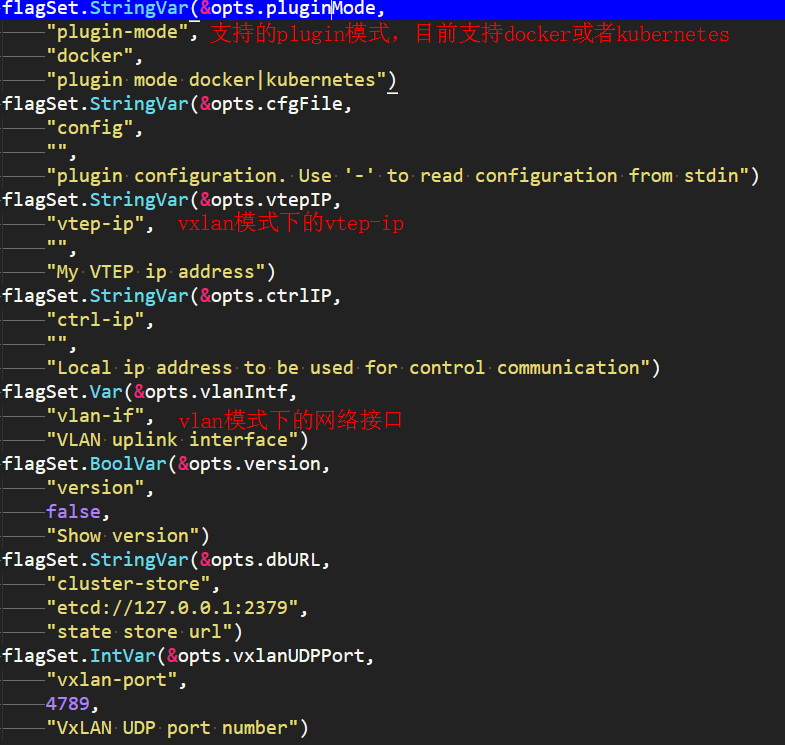 flagSet.StringVar(&opts.pluginMode,
"plugin-mode", 支持的plugin模式，目前支持docker或者kubernetes
"docker",
"plugin mode docker|kubernetes")
flagSet.StringVar(&opts.cfgFile,
"config",
"",
"plugin configuration. Use '-' to read configuration from stdin")
flagSet.StringVar(&opts.vtepIP,
"vtep-ip", vxlan模式下的vtep-ip
"",
"My VTEP ip address")
flagSet.StringVar(&opts.ctrlIP,
"ctrl-ip",
"",
"Local ip address to be used for control communication")
flagSet.Var(&opts.vlanIntf,
"vlan-if", vlan模式下的网络接口
"VLAN uplink interface")
flagSet.BoolVar(&opts.version,
"version",
false,
"Show version")
flagSet.StringVar(&opts.dbURL,
"cluster-store",
"etcd://127.0.0.1:2379",
"state store url")
flagSet.IntVar(&opts.vxlanUDPPort,
"vxlan-port",
4789,
"VxLAN UDP port number")